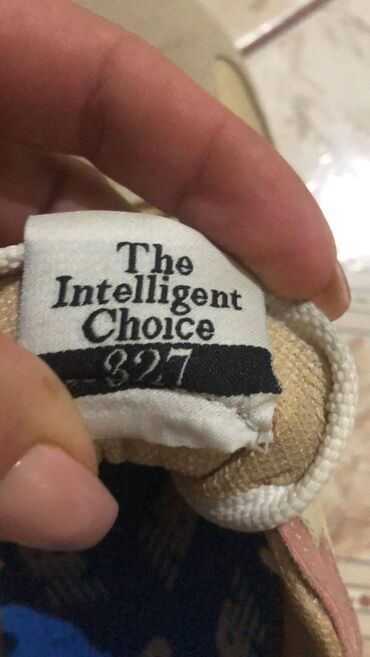 The
Intelligent
Choice
327